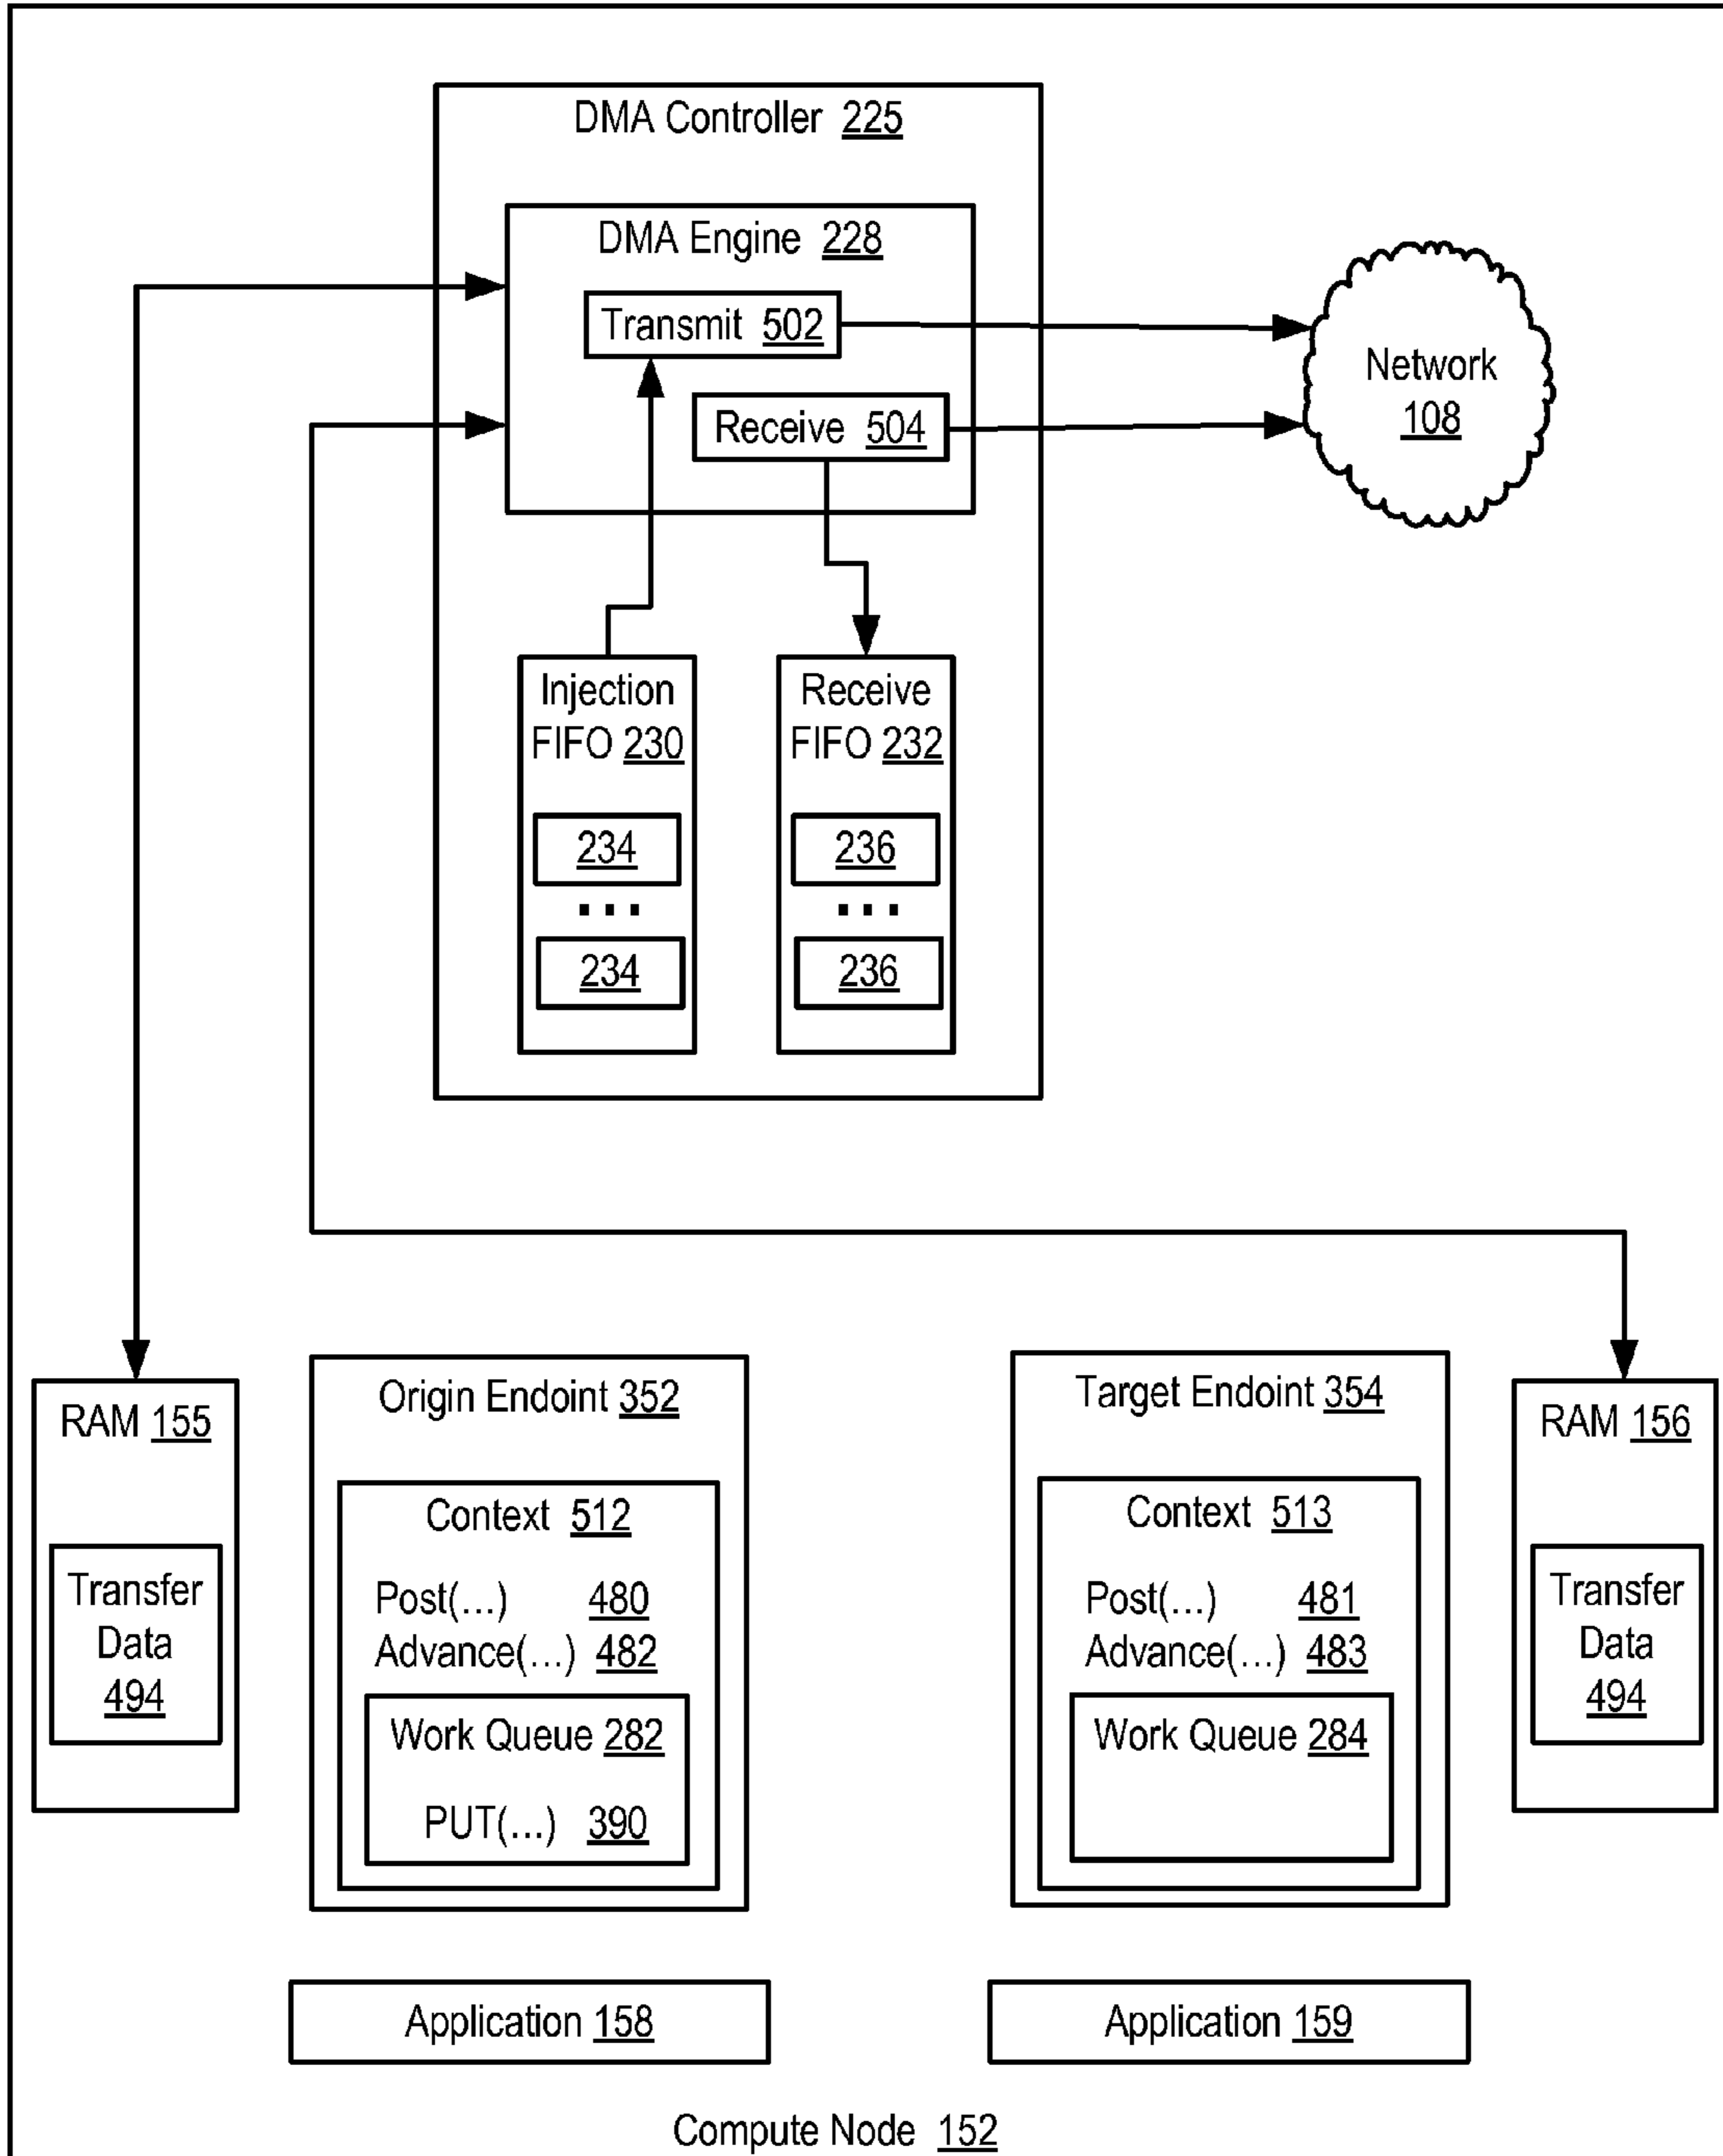 DMA Controller 225
DMA Engine 228
Transmit 502
Receive 504
Network
108
Injection
FIFO 230
234
...
234
Receive
FIFO 232
236
...
236
RAM 155
Transfer
Data
494
Origin Endoint 352
Context 512
Post(...) 480
Advance(...) 482
Work Queue 282
PUT(...) 390
Target Endoint 354
Context 513
Post(...) 481
Advance(...) 483
Work Queue 284
RAM 156
Transfer
Data
494
Application 158
Application 159
Compute Node 152